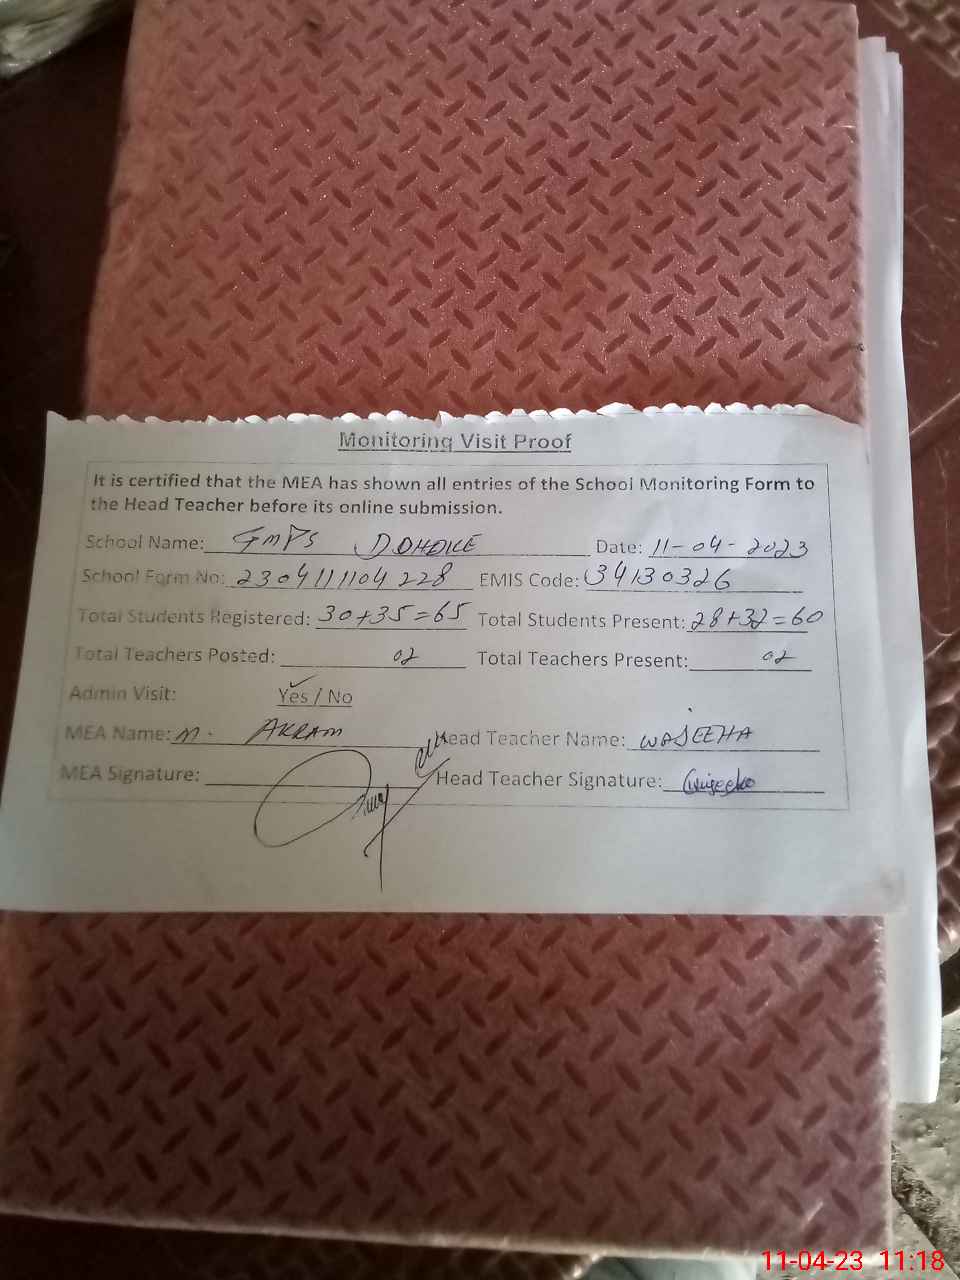 Monitoring Visit Proof
It is certified that the MEA has shown all entries of the School Monitoring Form to
the Head Teacher before its online submission.
School Name: GMPS DOHDKE Date: 11-04-2023
School Form No: 2304111104228 EMIS Code: 34130326
Total Students Registered: 30+35=65 Total Students Present: 28+32=60
Total Teachers Posted: 02 Total Teachers Present: 02
Admin Visit: Yes / No
MEA Name: M. AKRAM Head Teacher Name: WAJEEHA
MEA Signature: Head Teacher Signature:
11-04-23 11:18